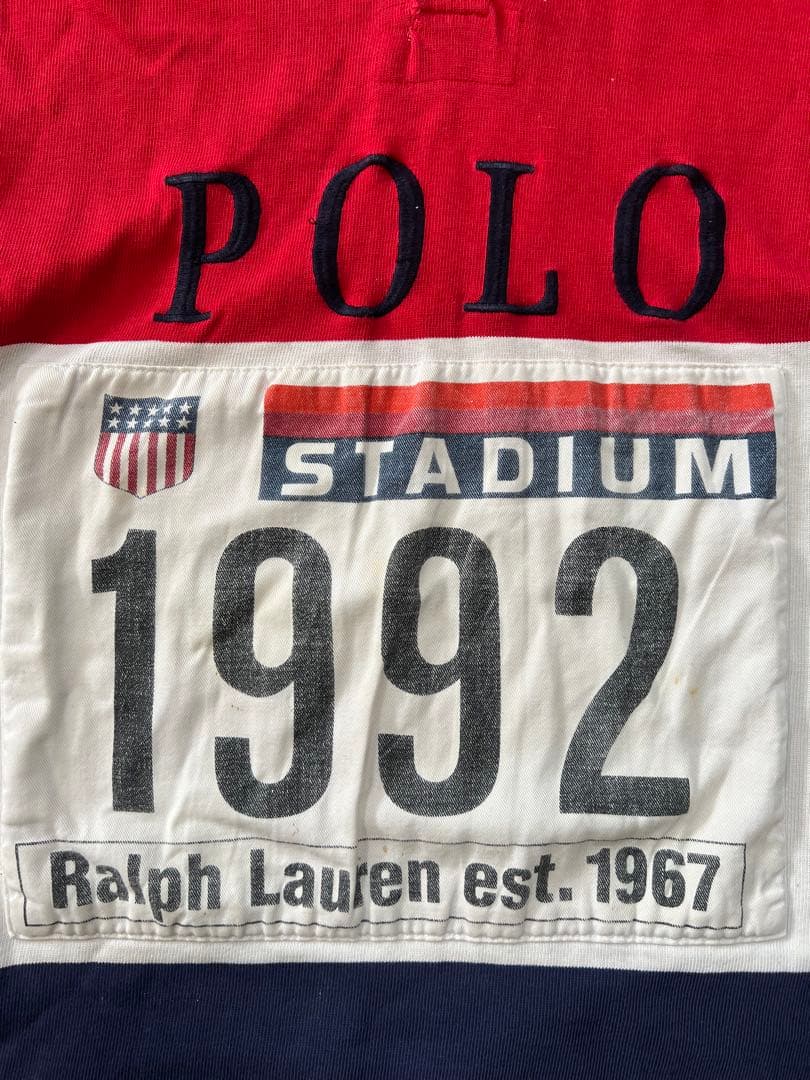 POLO
STADIUM
1992
Ralph Lauren est. 1967